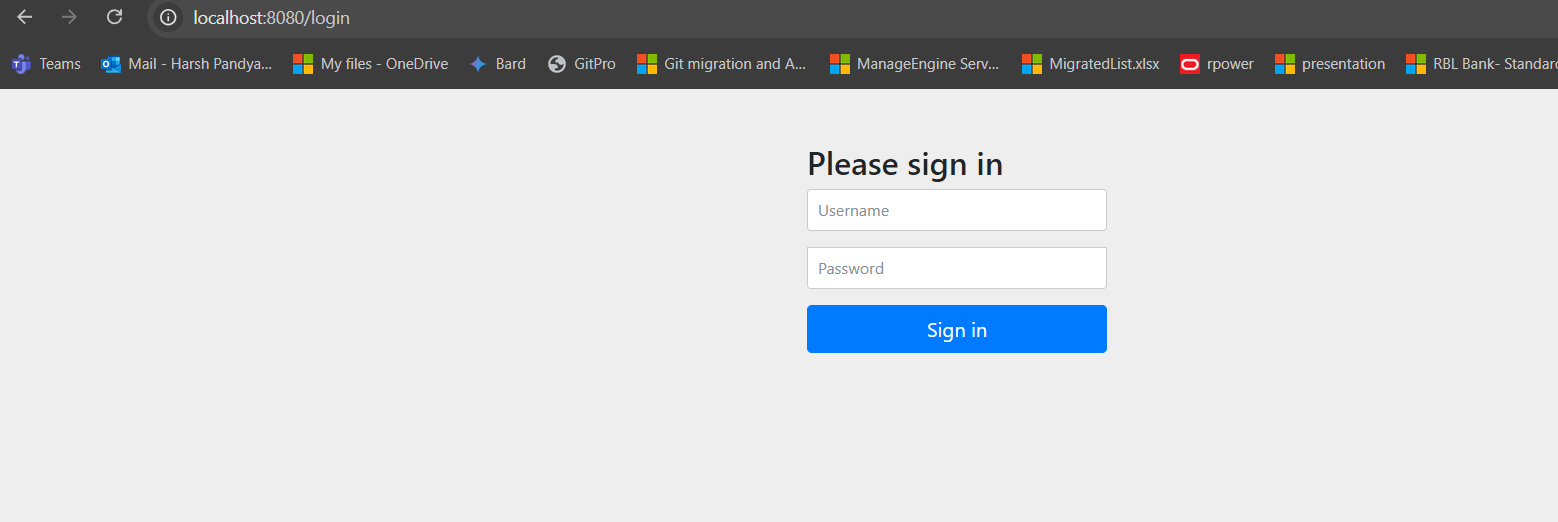 localhost:8080/login
Teams Mail - Harsh Pandya... My files - OneDrive Bard GitPro Git migration and A... ManageEngine Serv... MigratedList.xlsx rpower presentation RBL Bank- Standard
Please sign in
Username
Password
Sign in